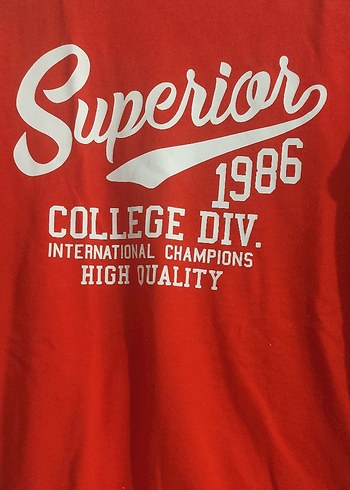 Superior
1986
COLLEGE DIV.
INTERNATIONAL CHAMPIONS
HIGH QUALITY